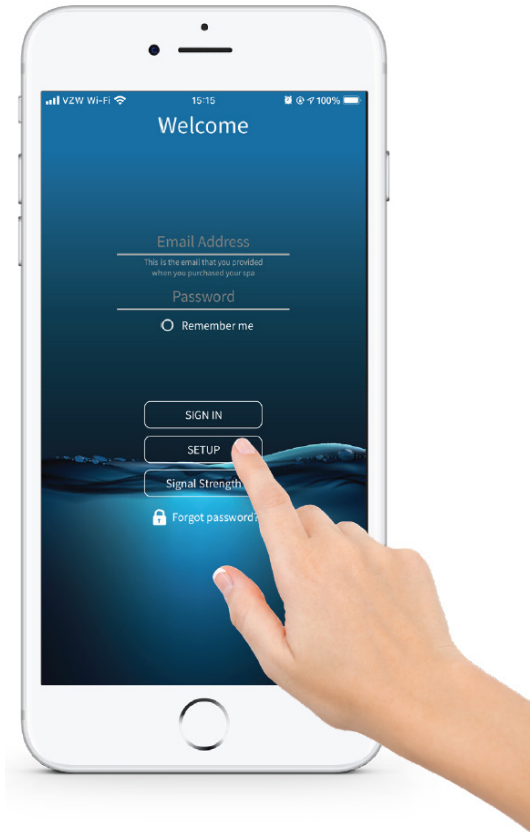 VZW Wi-Fi 15:15 100%
Welcome
Email Address
This is the email that you provided
when you purchased your spa
Password
Remember me
SIGN IN
SETUP
Signal Strength
Forgot password?